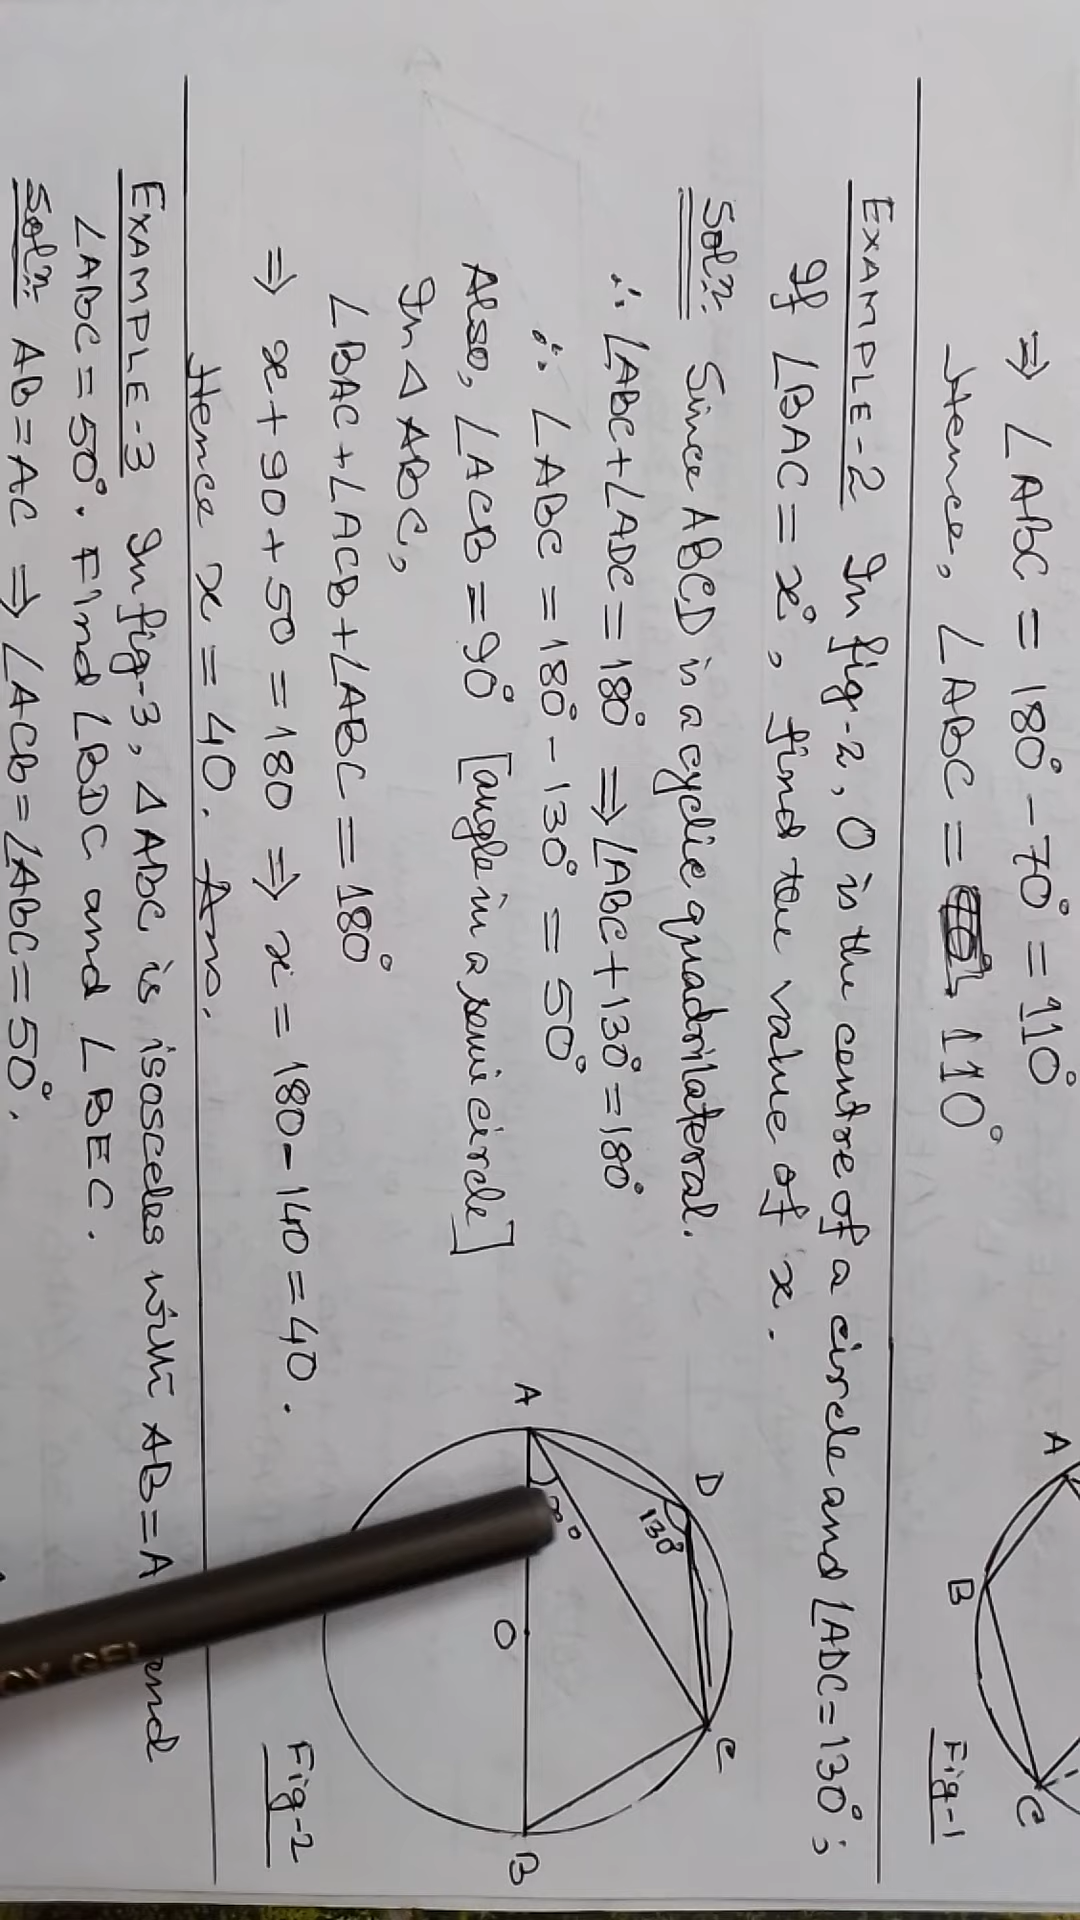 ⇒ ∠ABC = 180° - 70° = 110°
Hence, ∠ABC = 110°
A
B
C
Fig-1
EXAMPLE-2 In fig-2, O is the centre of a circle and ∠ADC = 130°;
If ∠BAC = x°, find the value of x.
Solⁿ: Since ABCD is a cyclic quadrilateral.
∴ ∠ABC + ∠ADC = 180° ⇒ ∠ABC + 130° = 180°
∴ ∠ABC = 180° - 130° = 50°
Also, ∠ACB = 90° [angle in a semi circle]
In Δ ABC,
∠BAC + ∠ACB + ∠ABC = 180°
⇒ x + 90 + 50 = 180 ⇒ x = 180 - 140 = 40.
Hence x = 40. Ans.
A
D
130°
x°
O
C
B
Fig-2
EXAMPLE-3 In fig-3, Δ ABC is isosceles with AB = A and
∠ABC = 50°. Find ∠BDC and ∠BEC.
Solⁿ: AB = AC ⇒ ∠ACB = ∠ABC = 50°.